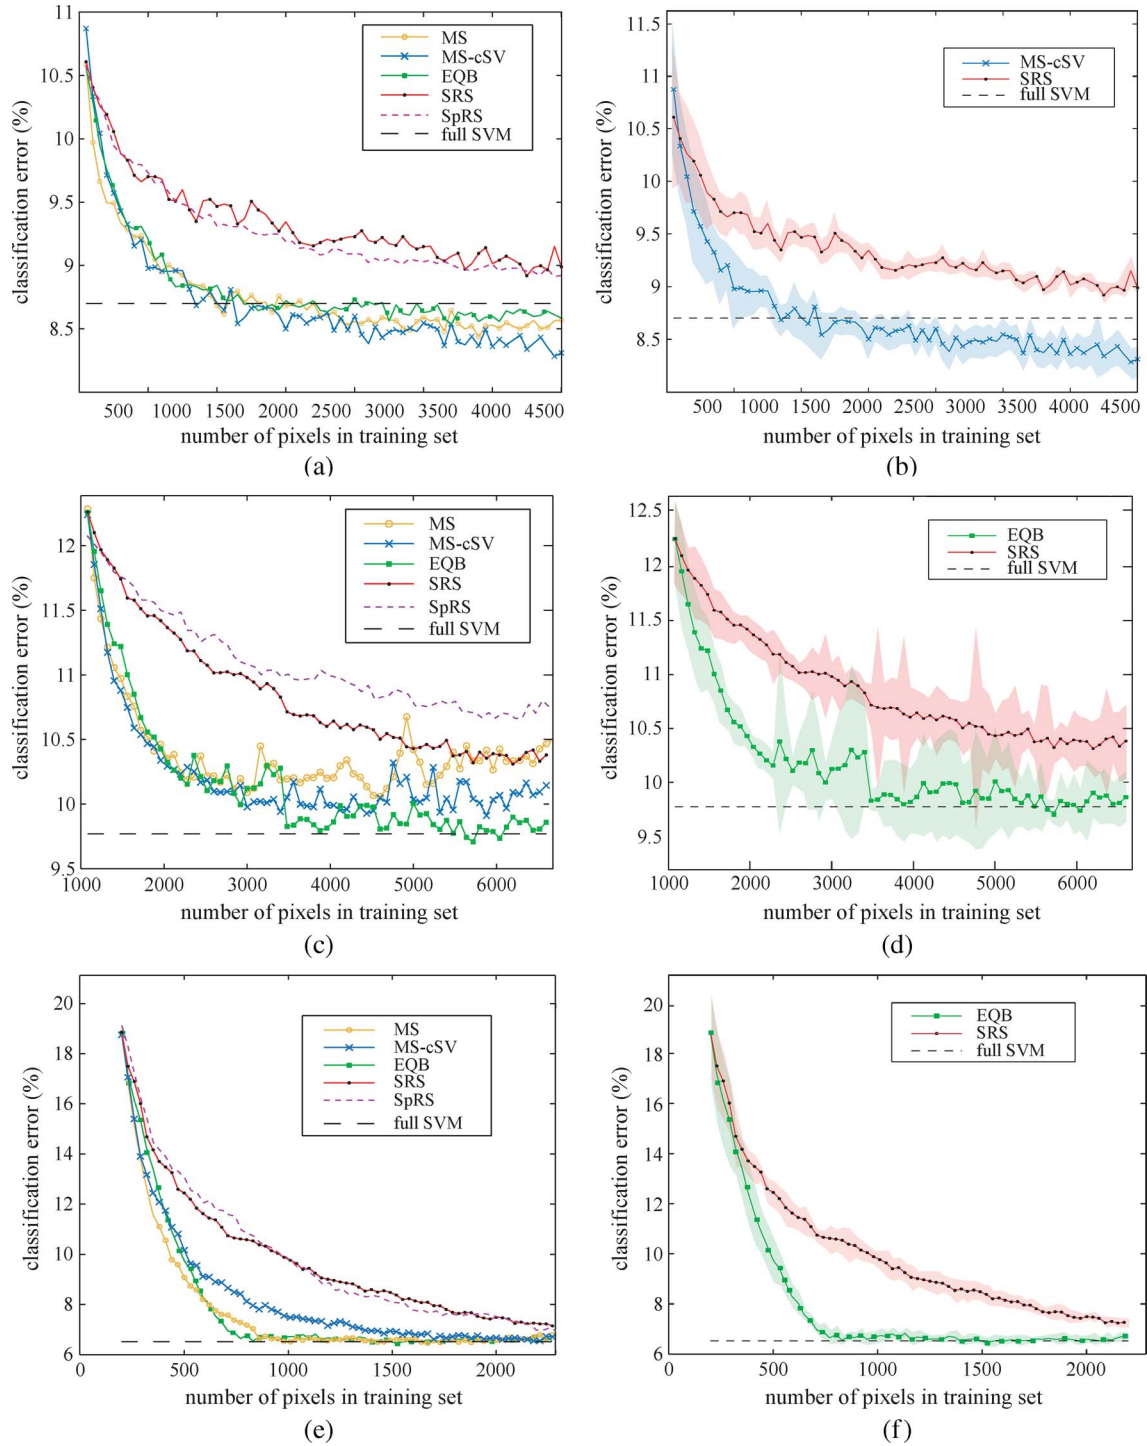 11
10.5
10
9.5
9
8.5
classification error (%)
MS
MS-cSV
EQB
SRS
SpRS
full SVM
500 1000 1500 2000 2500 3000 3500 4000 4500
number of pixels in training set
(a)
11.5
11
10.5
10
9.5
9
8.5
classification error (%)
MS-cSV
SRS
full SVM
500 1000 1500 2000 2500 3000 3500 4000 4500
number of pixels in training set
(b)
12
11.5
11
10.5
10
9.5
classification error (%)
MS
MS-cSV
EQB
SRS
SpRS
full SVM
1000 2000 3000 4000 5000 6000
number of pixels in training set
(c)
12.5
12
11.5
11
10.5
10
9.5
classification error (%)
EQB
SRS
full SVM
1000 2000 3000 4000 5000 6000
number of pixels in training set
(d)
20
18
16
14
12
10
8
6
classification error (%)
MS
MS-cSV
EQB
SRS
SpRS
full SVM
0 500 1000 1500 2000
number of pixels in training set
(e)
20
18
16
14
12
10
8
6
classification error (%)
EQB
SRS
full SVM
0 500 1000 1500 2000
number of pixels in training set
(f)